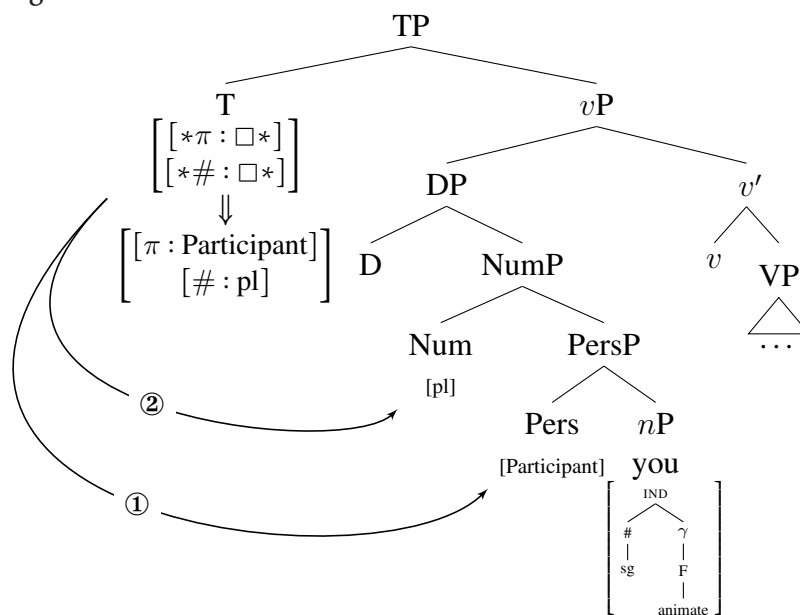 TP
T vP
[∗π : □∗]
[∗# : □∗]
DP v′
⇓
[π : Participant]
[# : pl]
D NumP v VP
Num PersP . . .
[pl]
②
Pers nP
[Participant] you
①
IND
# γ
sg F
animate